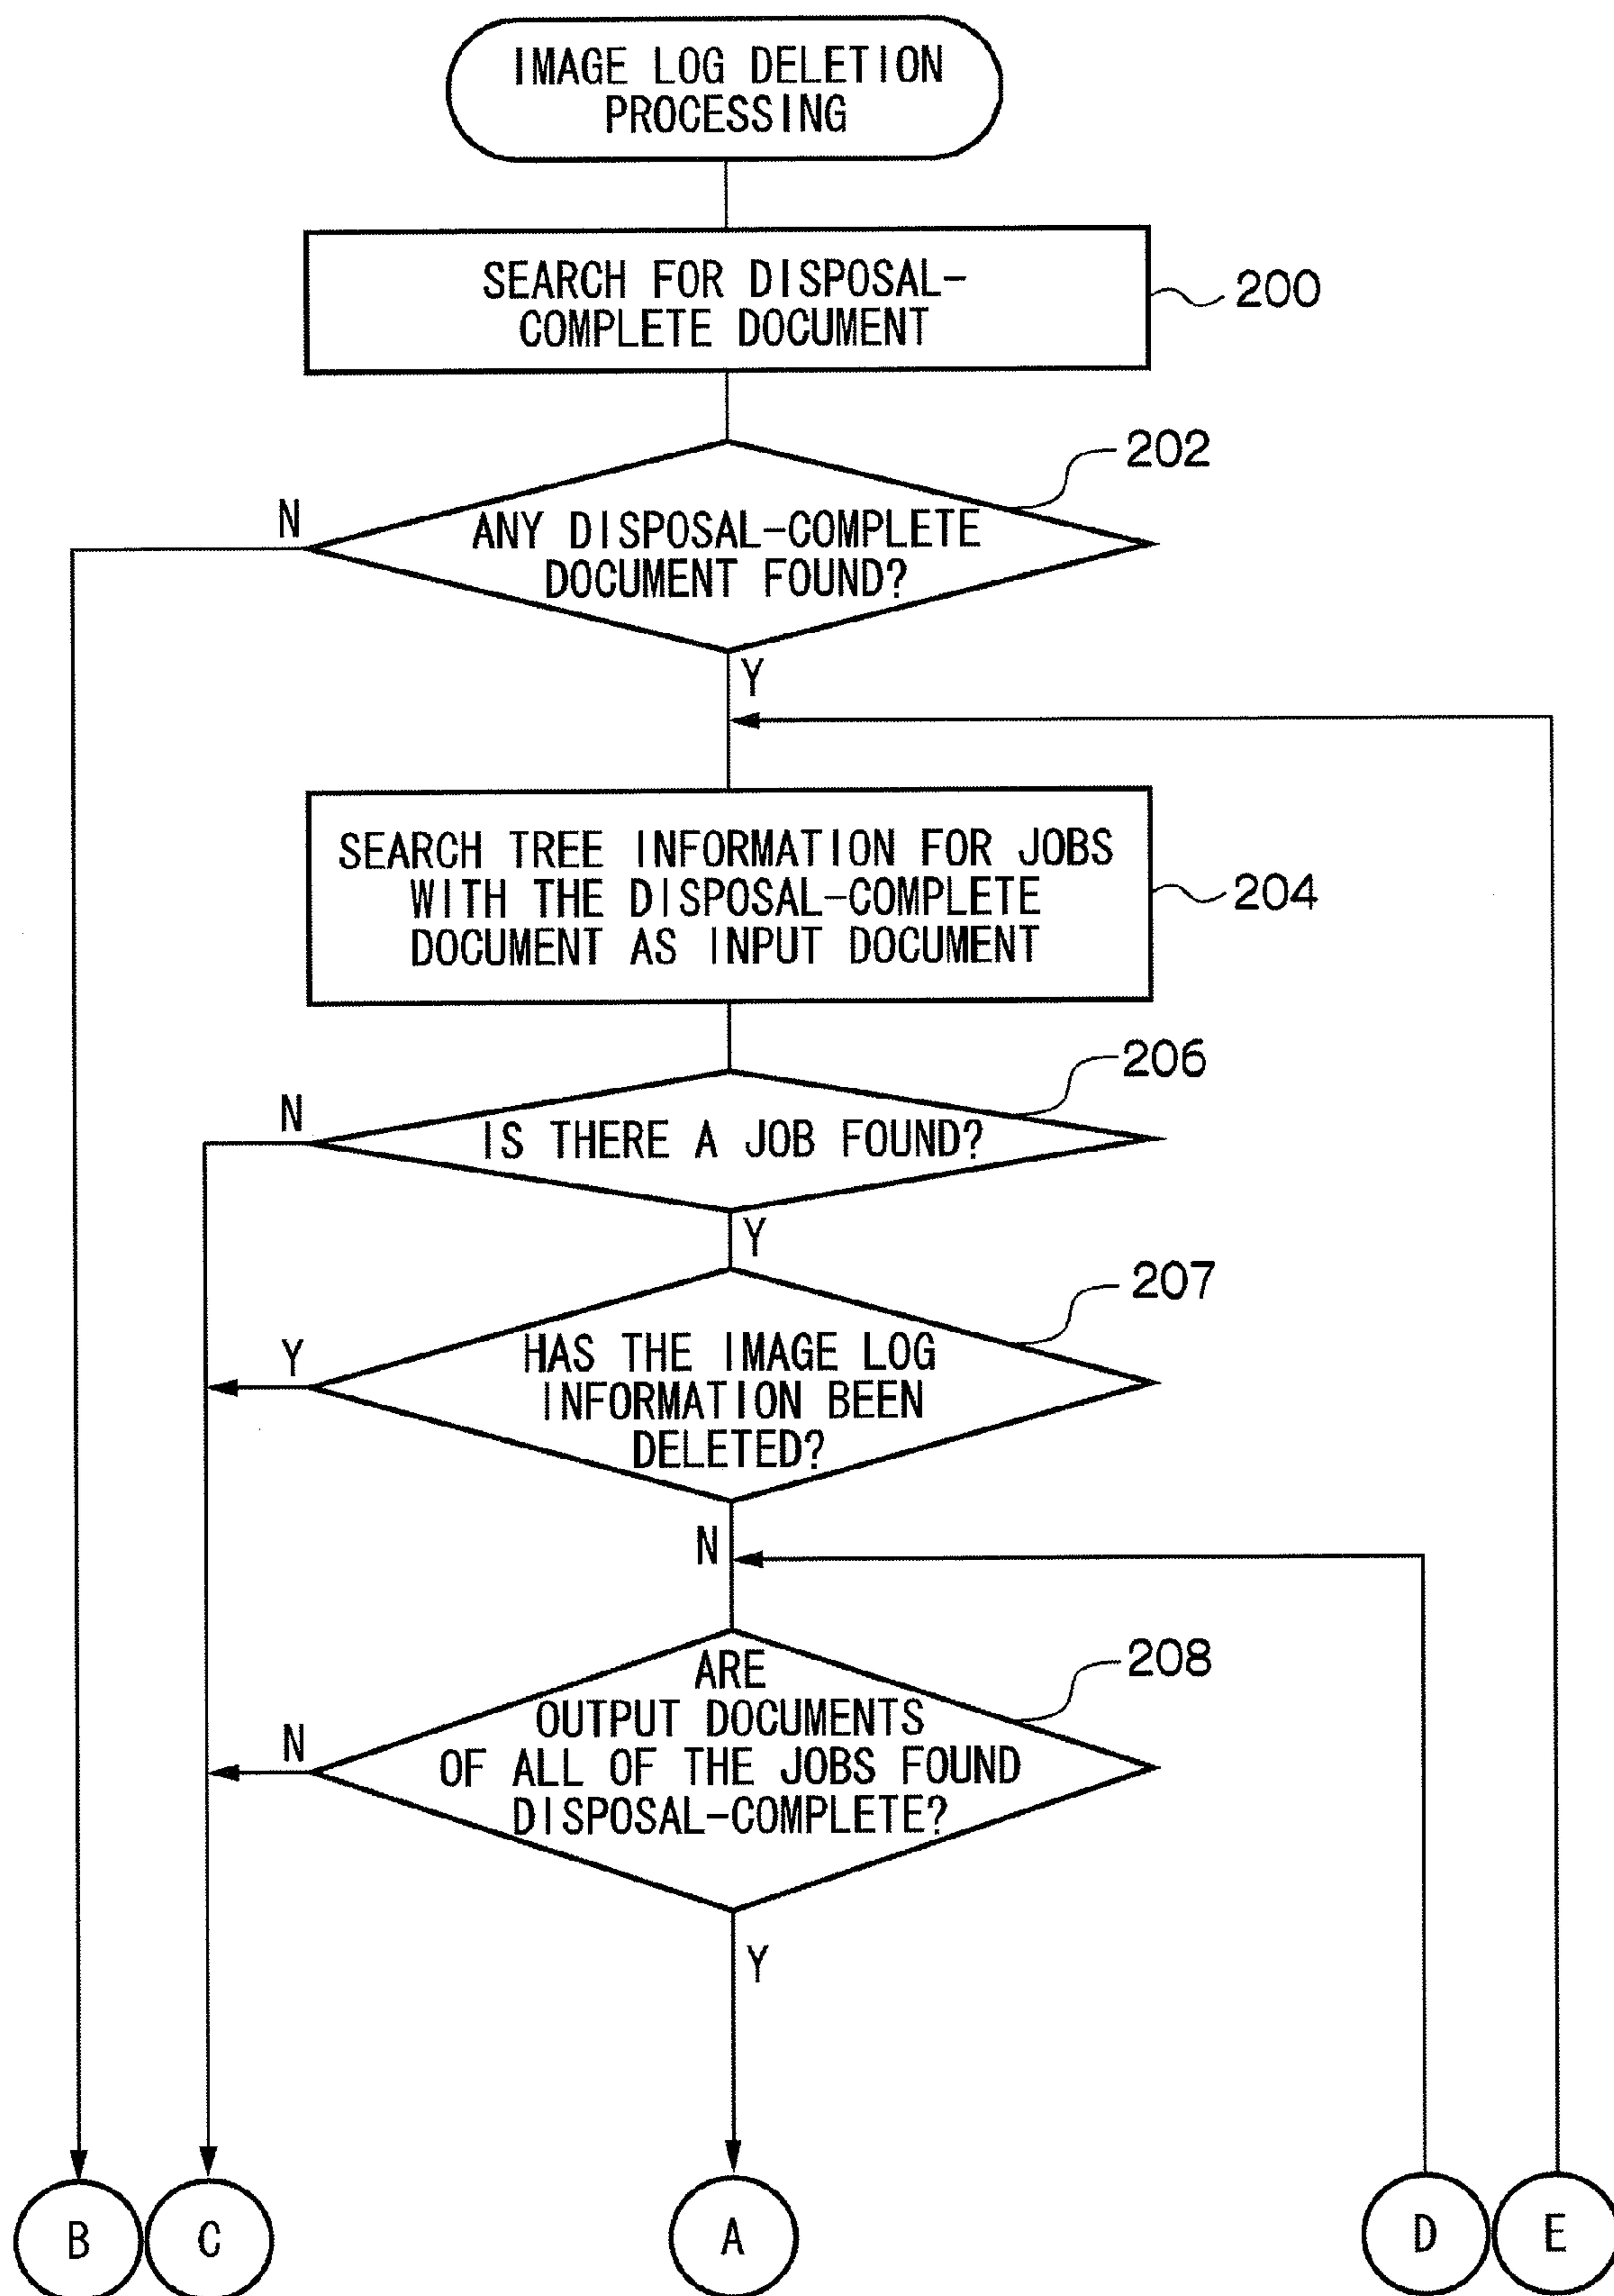 IMAGE LOG DELETION
PROCESSING
SEARCH FOR DISPOSAL-
COMPLETE DOCUMENT
200
202
N
ANY DISPOSAL-COMPLETE
DOCUMENT FOUND?
Y
SEARCH TREE INFORMATION FOR JOBS
WITH THE DISPOSAL-COMPLETE
DOCUMENT AS INPUT DOCUMENT
204
206
N
IS THERE A JOB FOUND?
Y
207
Y
HAS THE IMAGE LOG
INFORMATION BEEN
DELETED?
N
208
ARE
OUTPUT DOCUMENTS
N
OF ALL OF THE JOBS FOUND
DISPOSAL-COMPLETE?
Y
B
C
A
D
E